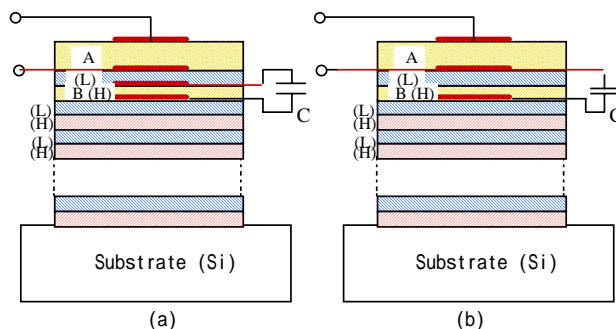 A
(L)
B (H)
C
(L)
(H)
(L)
(H)
Substrate (Si)
(a)
A
(L)
B (H)
C
(L)
(H)
(L)
(H)
Substrate (Si)
(b)